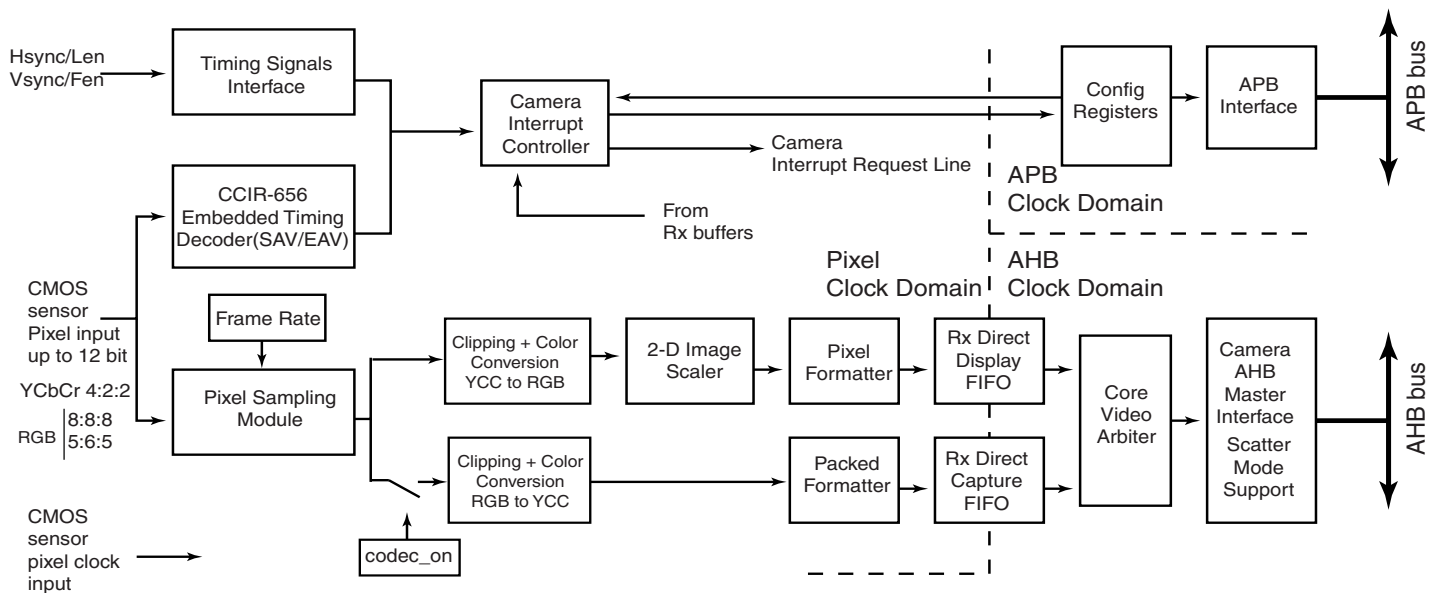 Hsync/Len
Vsync/Fen
Timing Signals
Interface
Camera
Interrupt
Controller
Config
Registers
APB
Interface
APB bus
Camera
Interrupt Request Line
APB
Clock Domain
CCIR-656
Embedded Timing
Decoder(SAV/EAV)
From
Rx buffers
Pixel
Clock Domain
AHB
Clock Domain
CMOS
sensor
Pixel input
up to 12 bit
YCbCr 4:2:2
RGB
8:8:8
5:6:5
Frame Rate
Pixel Sampling
Module
Clipping + Color
Conversion
YCC to RGB
2-D Image
Scaler
Pixel
Formatter
Rx Direct
Display
FIFO
Core
Video
Arbiter
Camera
AHB
Master
Interface
Scatter
Mode
Support
AHB bus
Clipping + Color
Conversion
RGB to YCC
Packed
Formatter
Rx Direct
Capture
FIFO
codec_on
CMOS
sensor
pixel clock
input